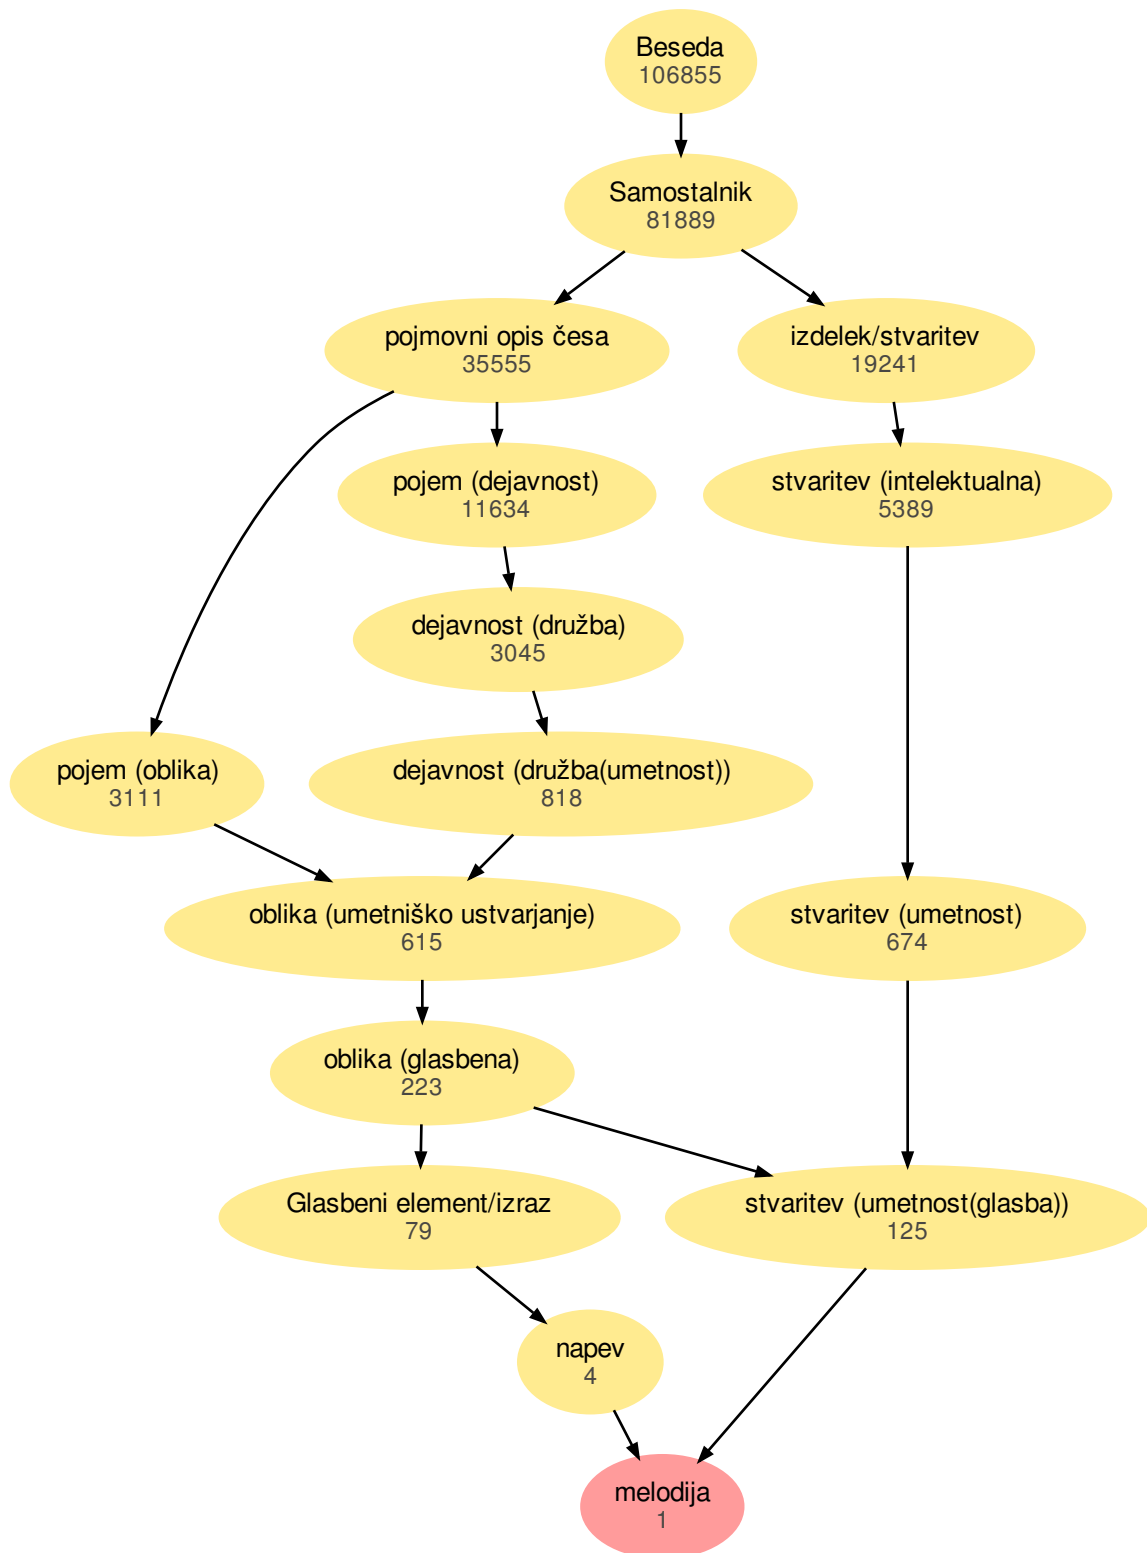 Beseda
106855
Samostalnik
81889
pojmovni opis česa
35555
izdelek/stvaritev
19241
pojem (dejavnost)
11634
stvaritev (intelektualna)
5389
dejavnost (družba)
3045
pojem (oblika)
3111
dejavnost (družba(umetnost))
818
oblika (umetniško ustvarjanje)
615
stvaritev (umetnost)
674
oblika (glasbena)
223
Glasbeni element/izraz
79
stvaritev (umetnost(glasba))
125
napev
4
melodija
1